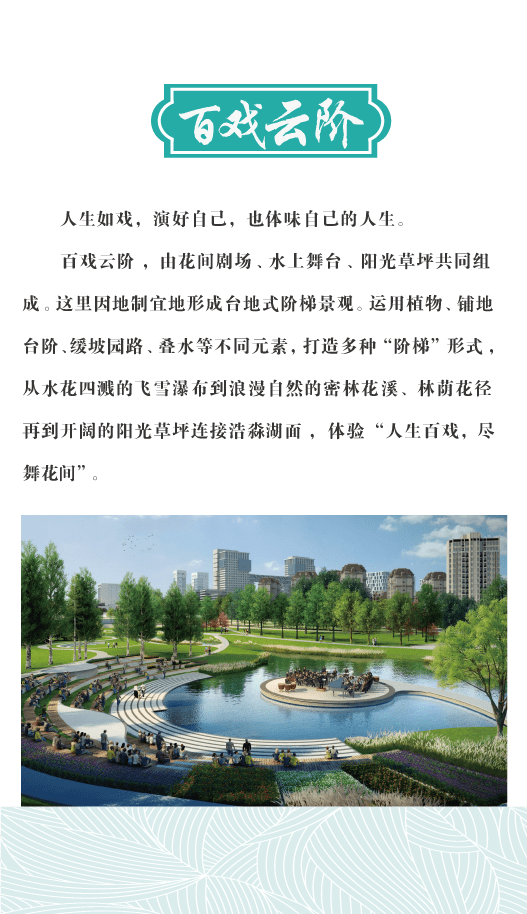 百戏云阶
人生如戏，演好自己，也体味自己的人生。
百戏云阶，由花间剧场、水上舞台、阳光草坪共同组
成。这里因地制宜地形成台地式阶梯景观。运用植物、铺地
台阶、缓坡园路、叠水等不同元素，打造多种“阶梯”形式，
从水花四溅的飞雪瀑布到浪漫自然的密林花溪、林荫花径
再到开阔的阳光草坪连接浩淼湖面，体验“人生百戏，尽
舞花间”。